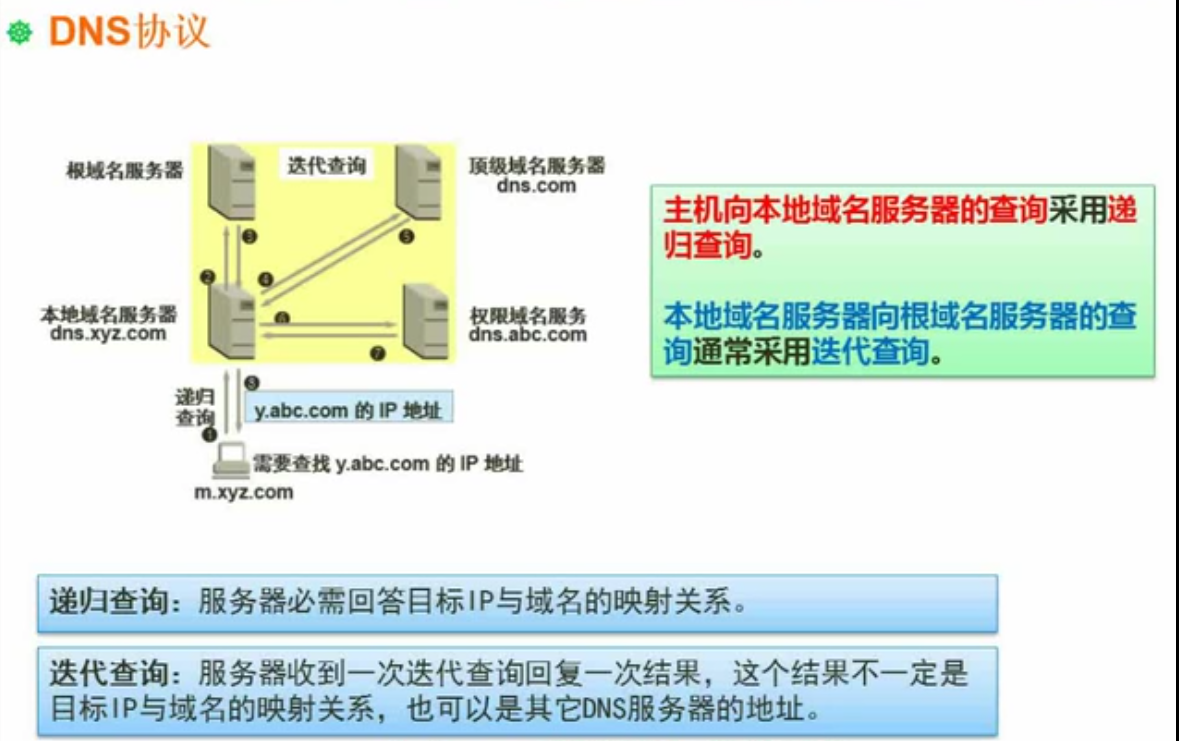 DNS协议
根域名服务器
迭代查询
顶级域名服务器
dns.com
❸
❺
❷
❹
本地域名服务器
dns.xyz.com
❻
权限域名服务
dns.abc.com
❼
递归
查询
❽
y.abc.com 的 IP 地址
❶
需要查找 y.abc.com 的 IP 地址
m.xyz.com
主机向本地域名服务器的查询采用递
归查询。
本地域名服务器向根域名服务器的查
询通常采用迭代查询。
递归查询：服务器必需回答目标IP与域名的映射关系。
迭代查询：服务器收到一次迭代查询回复一次结果，这个结果不一定是
目标IP与域名的映射关系，也可以是其它DNS服务器的地址。